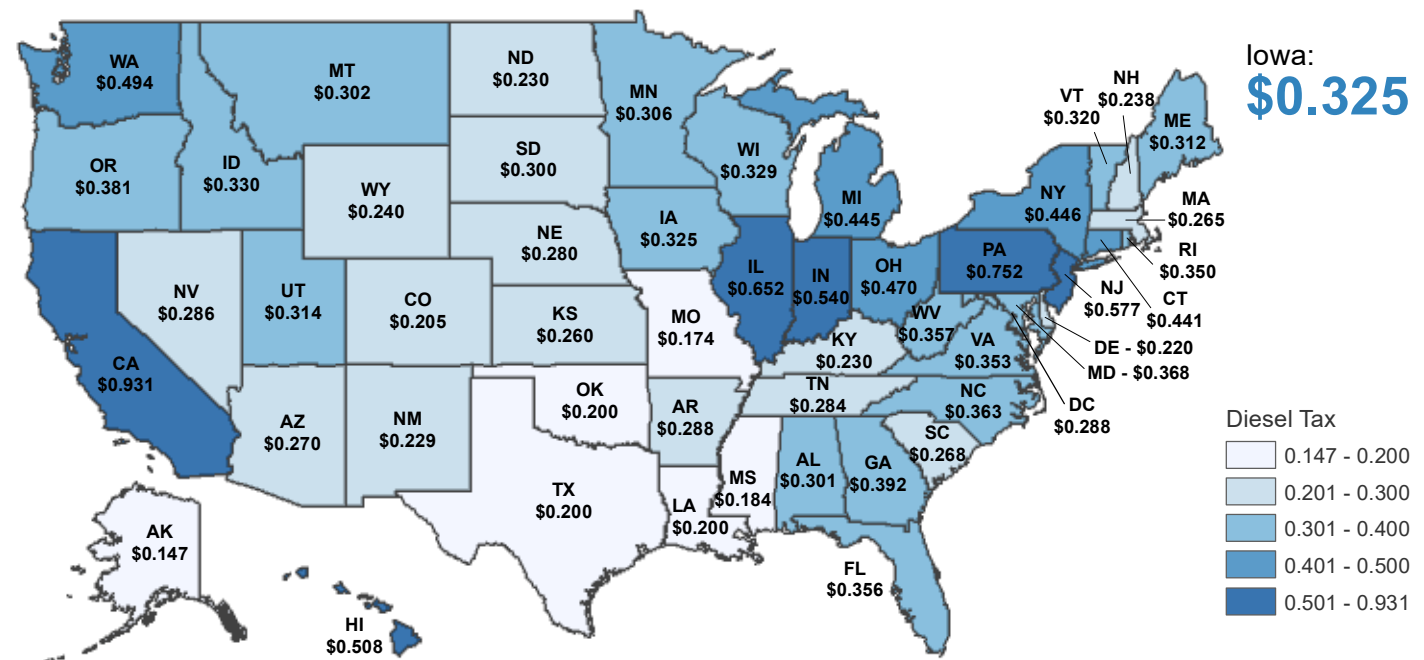 Iowa:
$0.325
WA
$0.494
MT
$0.302
ND
$0.230
MN
$0.306
NH
$0.238
VT
$0.320
ME
$0.312
OR
$0.381
ID
$0.330
WY
$0.240
SD
$0.300
WI
$0.329
MI
$0.445
NY
$0.446
MA
$0.265
RI
$0.350
CT
$0.441
NJ
$0.577
PA
$0.752
IA
$0.325
NE
$0.280
IL
$0.652
IN
$0.540
OH
$0.470
NV
$0.286
UT
$0.314
CO
$0.205
KS
$0.260
MO
$0.174
WV
$0.357
VA
$0.353
KY
$0.230
DE - $0.220
MD - $0.368
DC
$0.288
CA
$0.931
AZ
$0.270
NM
$0.229
OK
$0.200
AR
$0.288
TN
$0.284
NC
$0.363
SC
$0.268
TX
$0.200
LA
$0.200
MS
$0.184
AL
$0.301
GA
$0.392
FL
$0.356
AK
$0.147
HI
$0.508
Diesel Tax
0.147 - 0.200
0.201 - 0.300
0.301 - 0.400
0.401 - 0.500
0.501 - 0.931